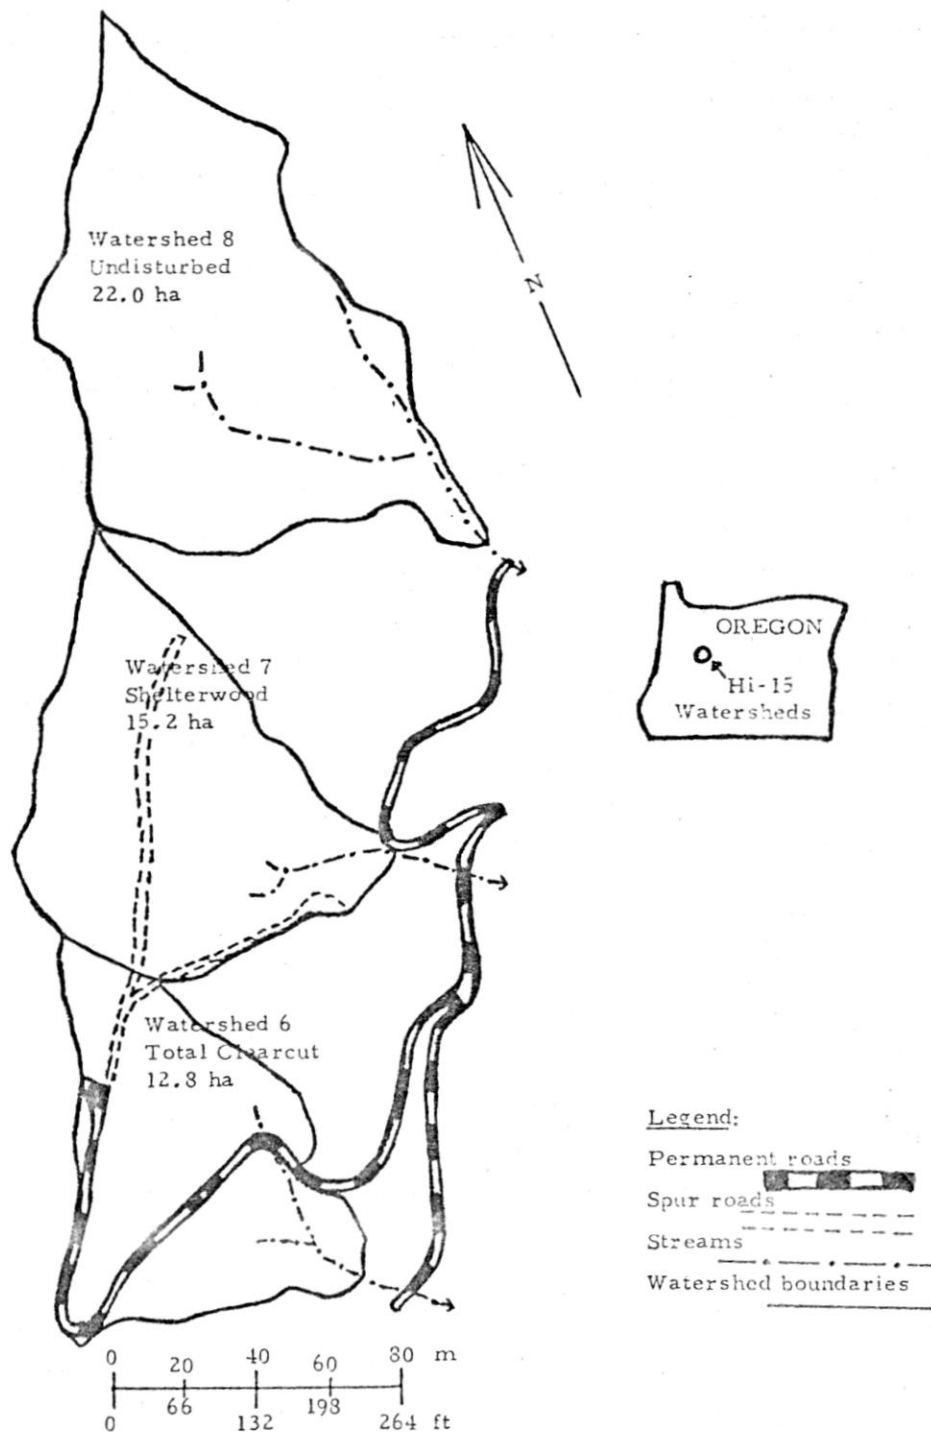 Watershed 8
Undisturbed
22.0 ha
N
OREGON
Hi-15
Watersheds
Watershed 7
Shelterwood
15.2 ha
Watershed 6
Total Clearcut
12.8 ha
Legend:
Permanent roads
Spur roads
Streams
Watershed boundaries
0 20 40 60 80 m
0 66 132 198 264 ft